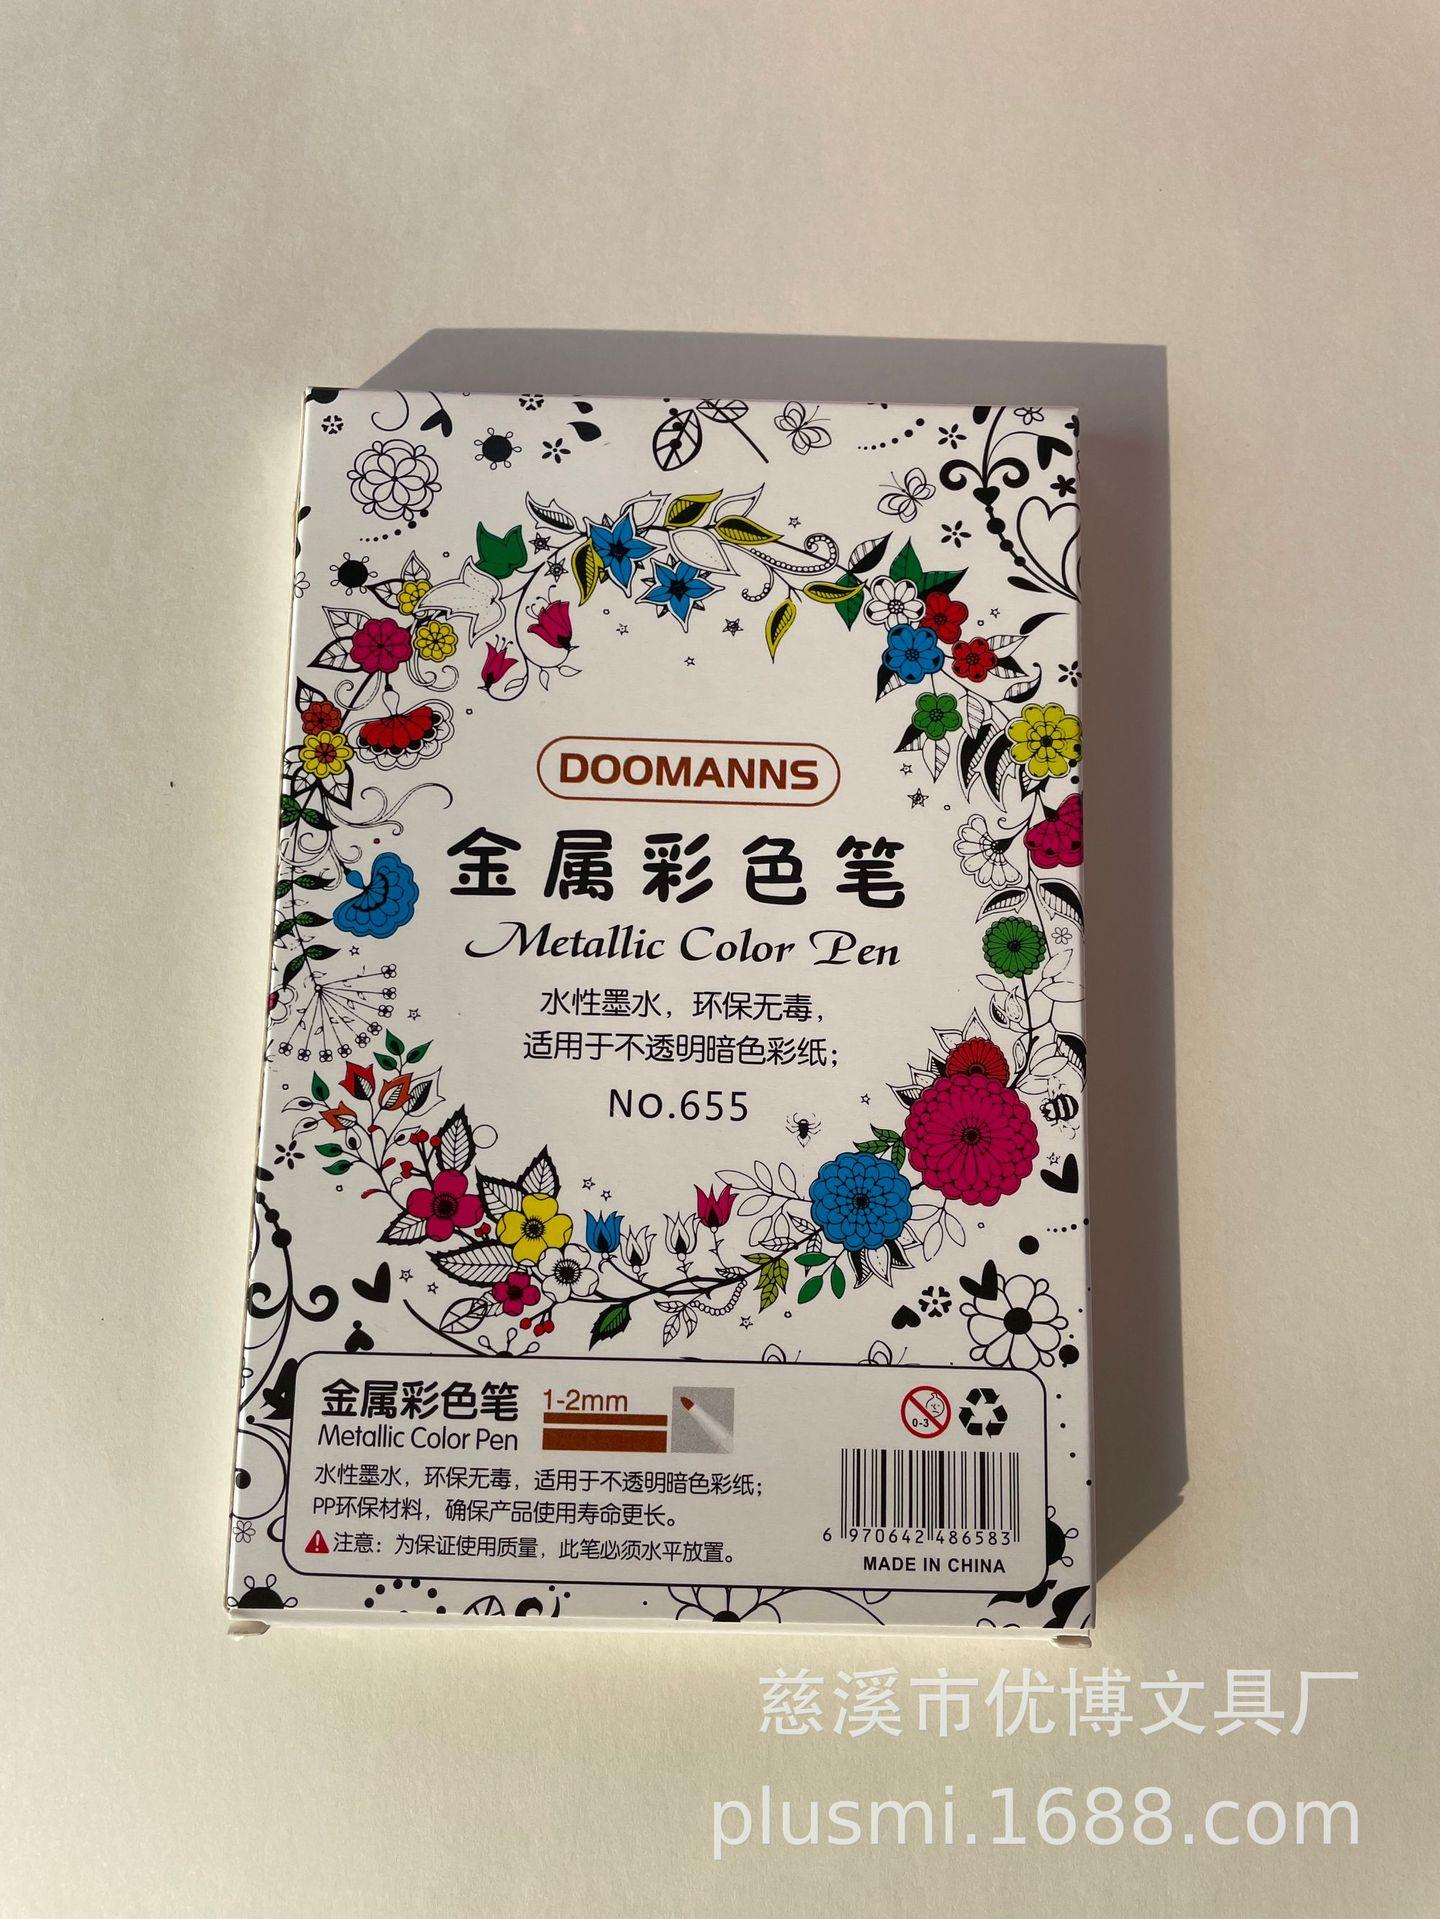 DOOMANNS
金属彩色笔
Metallic Color Pen
水性墨水，环保无毒，
适用于不透明暗色彩纸；
No.655
金属彩色笔
Metallic Color Pen
1-2mm
水性墨水，环保无毒，适用于不透明暗色彩纸；
PP环保材料，确保产品使用寿命更长。
注意：为保证使用质量，此笔必须水平放置。
0-3
6 970642 486583
MADE IN CHINA
慈溪市优博文具厂
plusmi.1688.com